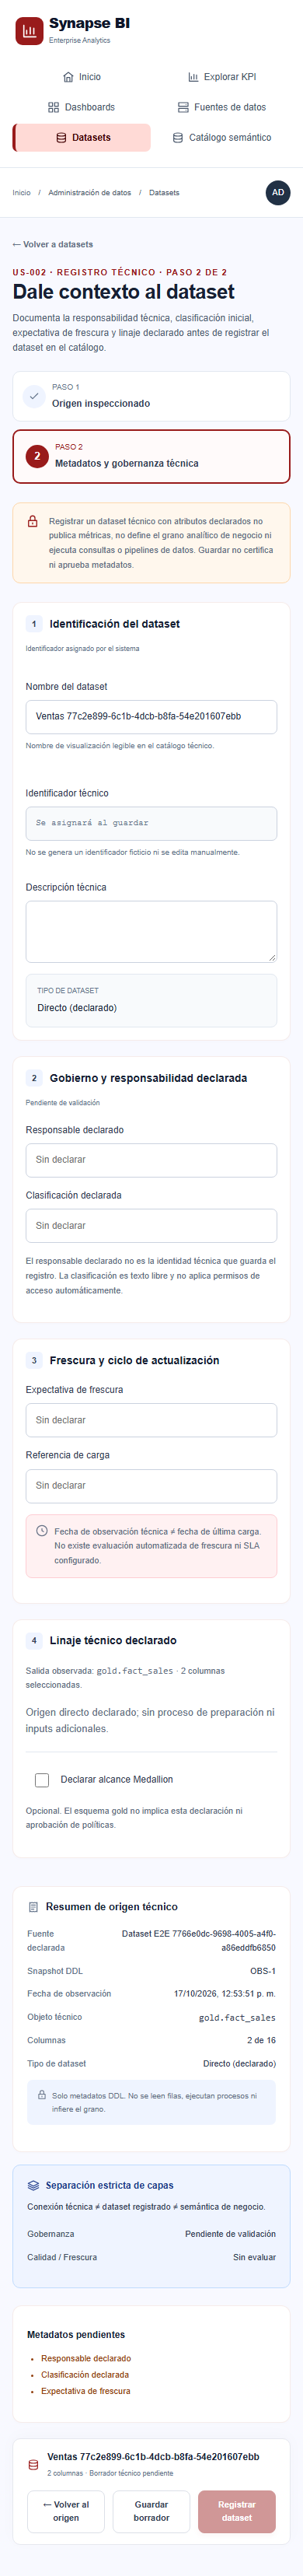 Synapse BI
Enterprise Analytics
Inicio
Explorar KPI
Dashboards
Fuentes de datos
Datasets
Catálogo semántico
Inicio / Administración de datos / Datasets
AD
← Volver a datasets
US-002 • REGISTRO TÉCNICO • PASO 2 DE 2
Dale contexto al dataset
Documenta la responsabilidad técnica, clasificación inicial,
expectativa de frescura y linaje declarado antes de registrar el
dataset en el catálogo.
PASO 1
Origen inspeccionado
2
PASO 2
Metadatos y gobernanza técnica
Registrar un dataset técnico con atributos declarados no
publica métricas, no define el grano analítico de negocio ni
ejecuta consultas o pipelines de datos. Guardar no certifica
ni aprueba metadatos.
1 Identificación del dataset
Identificador asignado por el sistema
Nombre del dataset
Ventas 77c2e899-6c1b-4dcb-b8fa-54e201607ebb
Nombre de visualización legible en el catálogo técnico.
Identificador técnico
Se asignará al guardar
No se genera un identificador ficticio ni se edita manualmente.
Descripción técnica
TIPO DE DATASET
Directo (declarado)
2 Gobierno y responsabilidad declarada
Pendiente de validación
Responsable declarado
Sin declarar
Clasificación declarada
Sin declarar
El responsable declarado no es la identidad técnica que guarda el
registro. La clasificación es texto libre y no aplica permisos de
acceso automáticamente.
3 Frescura y ciclo de actualización
Expectativa de frescura
Sin declarar
Referencia de carga
Sin declarar
Fecha de observación técnica ≠ fecha de última carga.
No existe evaluación automatizada de frescura ni SLA
configurado.
4 Linaje técnico declarado
Salida observada: gold.fact_sales · 2 columnas
seleccionadas.
Origen directo declarado; sin proceso de preparación ni
inputs adicionales.
Declarar alcance Medallion
Opcional. El esquema gold no implica esta declaración ni
aprobación de políticas.
Resumen de origen técnico
Fuente declarada Dataset E2E 7766e0dc-9698-4005-a4f0-a86eddfb6850
Snapshot DDL OBS-1
Fecha de observación 17/10/2026, 12:53:51 p. m.
Objeto técnico gold.fact_sales
Columnas 2 de 16
Tipo de dataset Directo (declarado)
Solo metadatos DDL. No se leen filas, ejecutan procesos ni
infiere el grano.
Separación estricta de capas
Conexión técnica ≠ dataset registrado ≠ semántica de negocio.
Gobernanza Pendiente de validación
Calidad / Frescura Sin evaluar
Metadatos pendientes
• Responsable declarado
• Clasificación declarada
• Expectativa de frescura
Ventas 77c2e899-6c1b-4dcb-b8fa-54e201607ebb
2 columnas · Borrador técnico pendiente
← Volver al origen
Guardar borrador
Registrar dataset